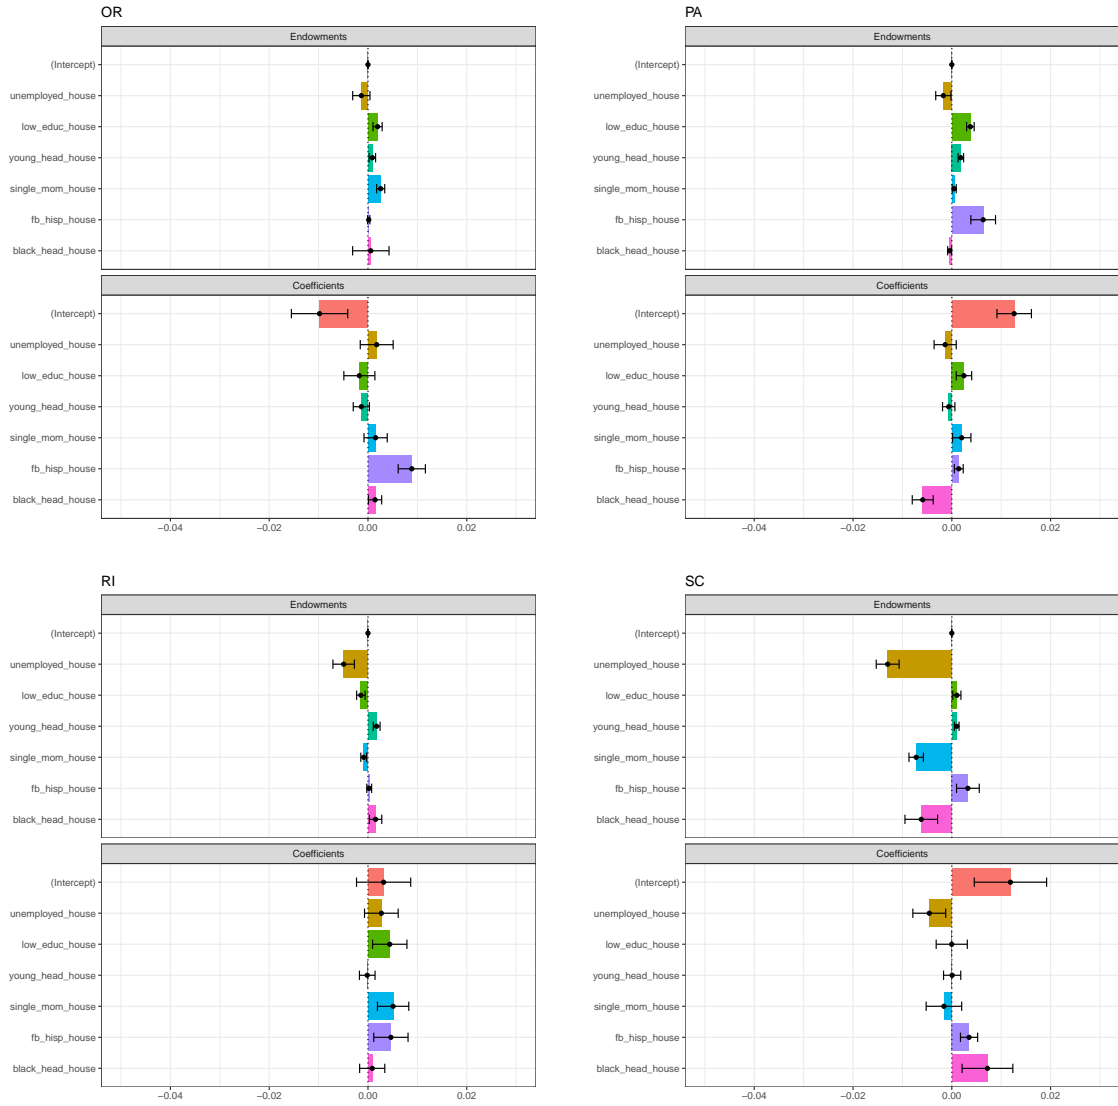 OR
Endowments
(Intercept)
unemployed_house
low_educ_house
young_head_house
single_mom_house
fb_hisp_house
black_head_house
Coefficients
(Intercept)
unemployed_house
low_educ_house
young_head_house
single_mom_house
fb_hisp_house
black_head_house
−0.04 −0.02 0.00 0.02
PA
Endowments
(Intercept)
unemployed_house
low_educ_house
young_head_house
single_mom_house
fb_hisp_house
black_head_house
Coefficients
(Intercept)
unemployed_house
low_educ_house
young_head_house
single_mom_house
fb_hisp_house
black_head_house
−0.04 −0.02 0.00 0.02
RI
Endowments
(Intercept)
unemployed_house
low_educ_house
young_head_house
single_mom_house
fb_hisp_house
black_head_house
Coefficients
(Intercept)
unemployed_house
low_educ_house
young_head_house
single_mom_house
fb_hisp_house
black_head_house
−0.04 −0.02 0.00 0.02
SC
Endowments
(Intercept)
unemployed_house
low_educ_house
young_head_house
single_mom_house
fb_hisp_house
black_head_house
Coefficients
(Intercept)
unemployed_house
low_educ_house
young_head_house
single_mom_house
fb_hisp_house
black_head_house
−0.04 −0.02 0.00 0.02